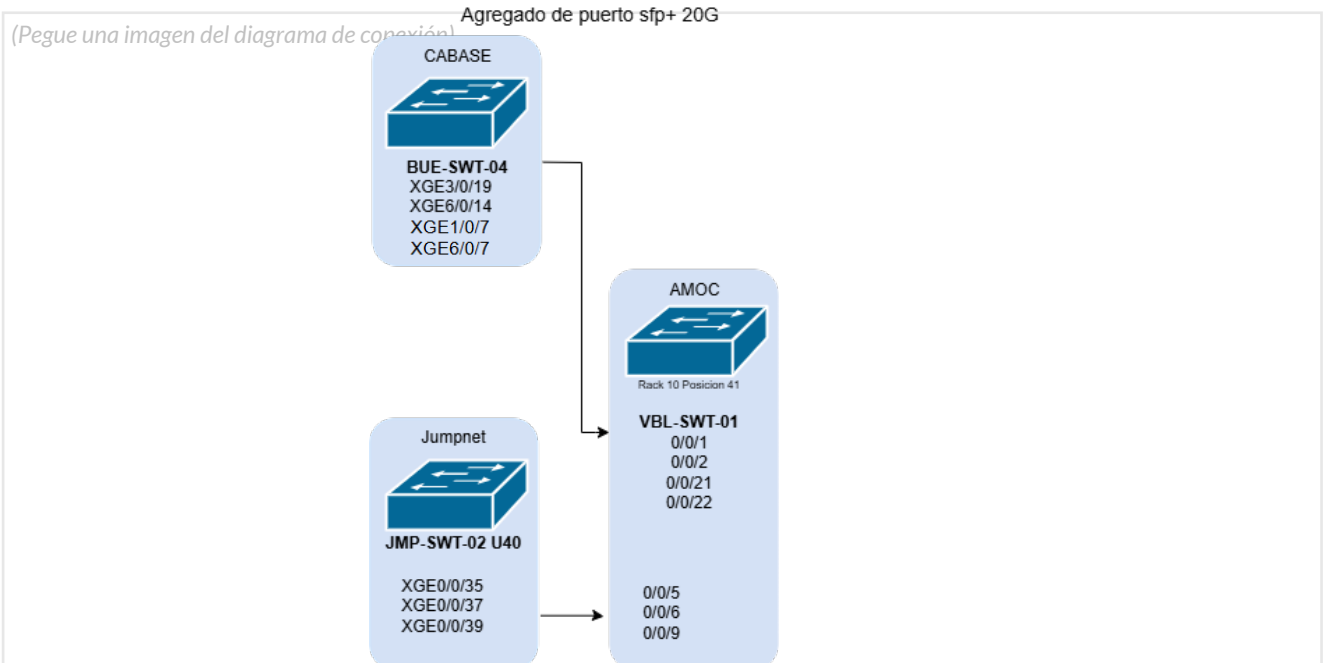 Agregado de puerto sfp+ 20G
(Pegue una imagen del diagrama de conexión)
CABASE
BUE-SWT-04
XGE3/0/19
XGE6/0/14
XGE1/0/7
XGE6/0/7
AMOC
Rack 10 Posicion 41
VBL-SWT-01
0/0/1
0/0/2
0/0/21
0/0/22
Jumpnet
JMP-SWT-02 U40
XGE0/0/35
XGE0/0/37
XGE0/0/39
0/0/5
0/0/6
0/0/9